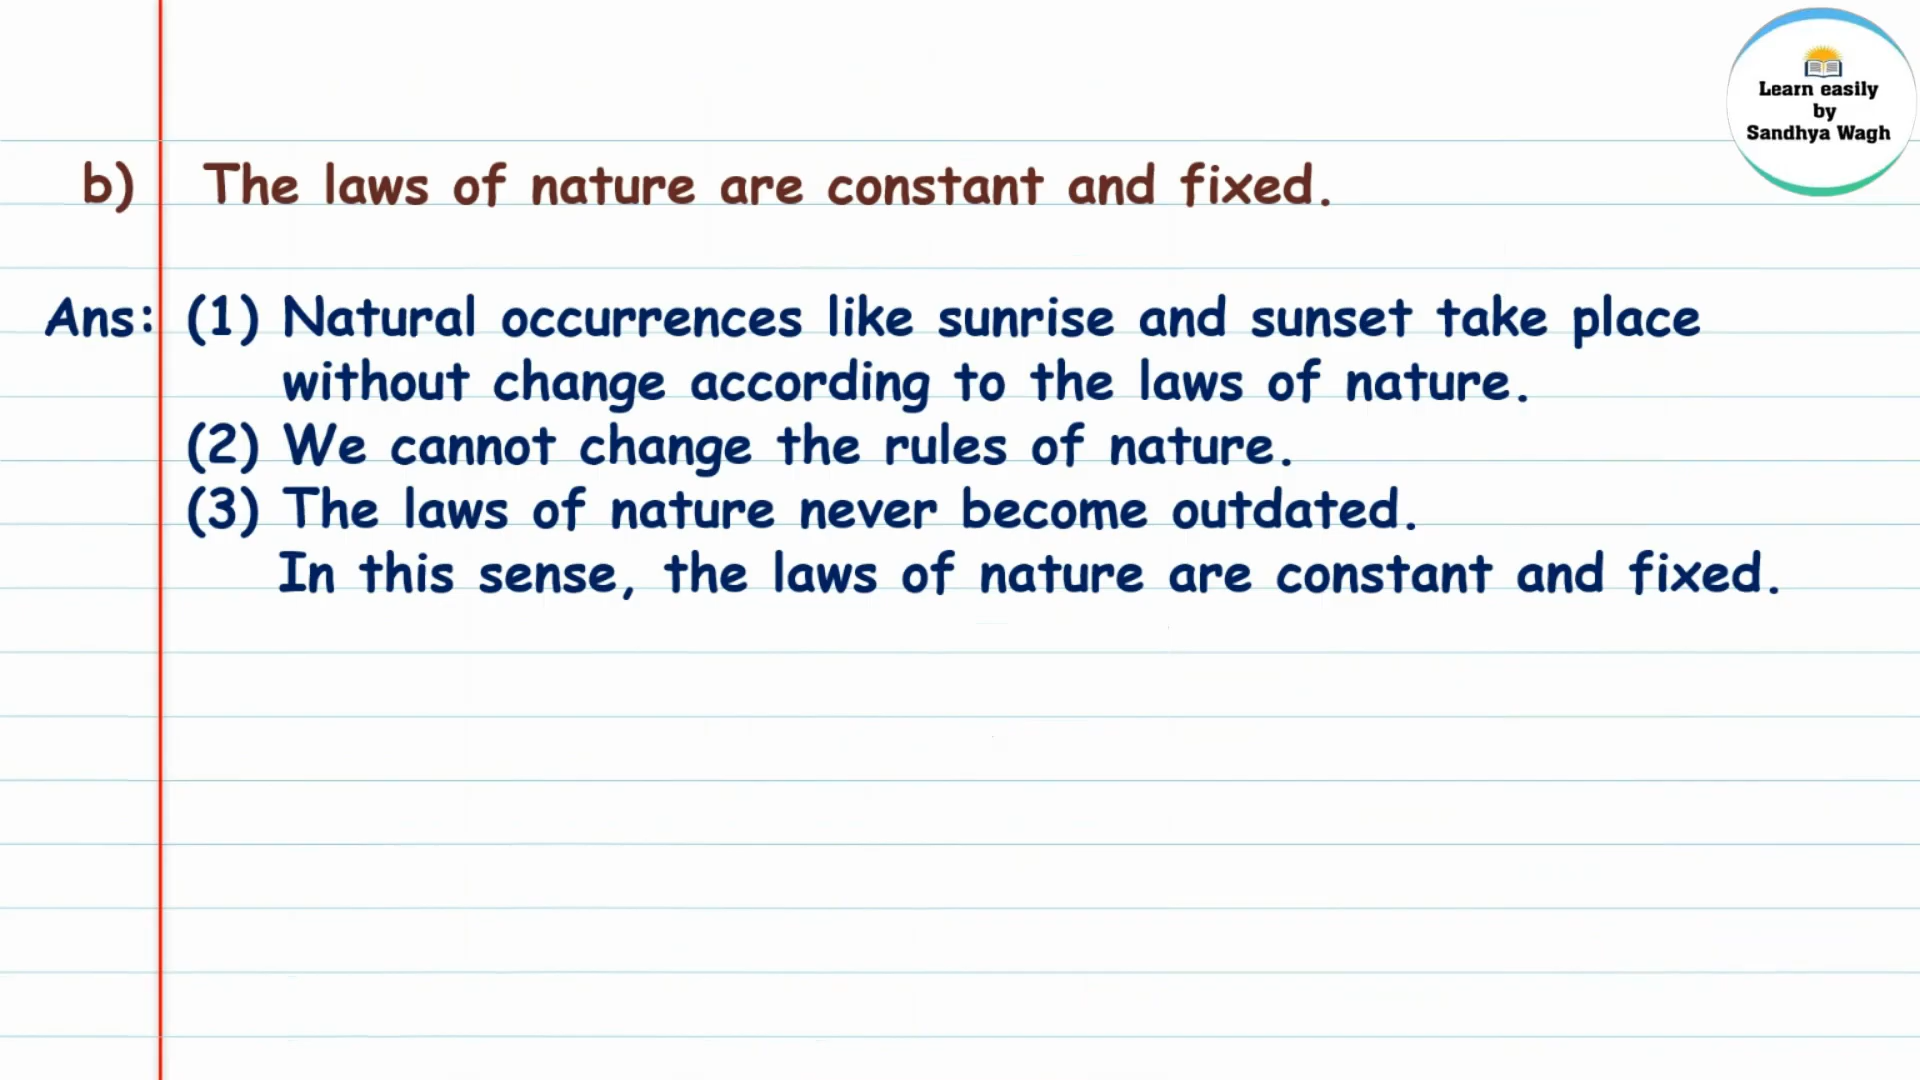 Learn easily
by
Sandhya Wagh
b) The laws of nature are constant and fixed.
Ans: (1) Natural occurrences like sunrise and sunset take place
without change according to the laws of nature.
(2) We cannot change the rules of nature.
(3) The laws of nature never become outdated.
In this sense, the laws of nature are constant and fixed.